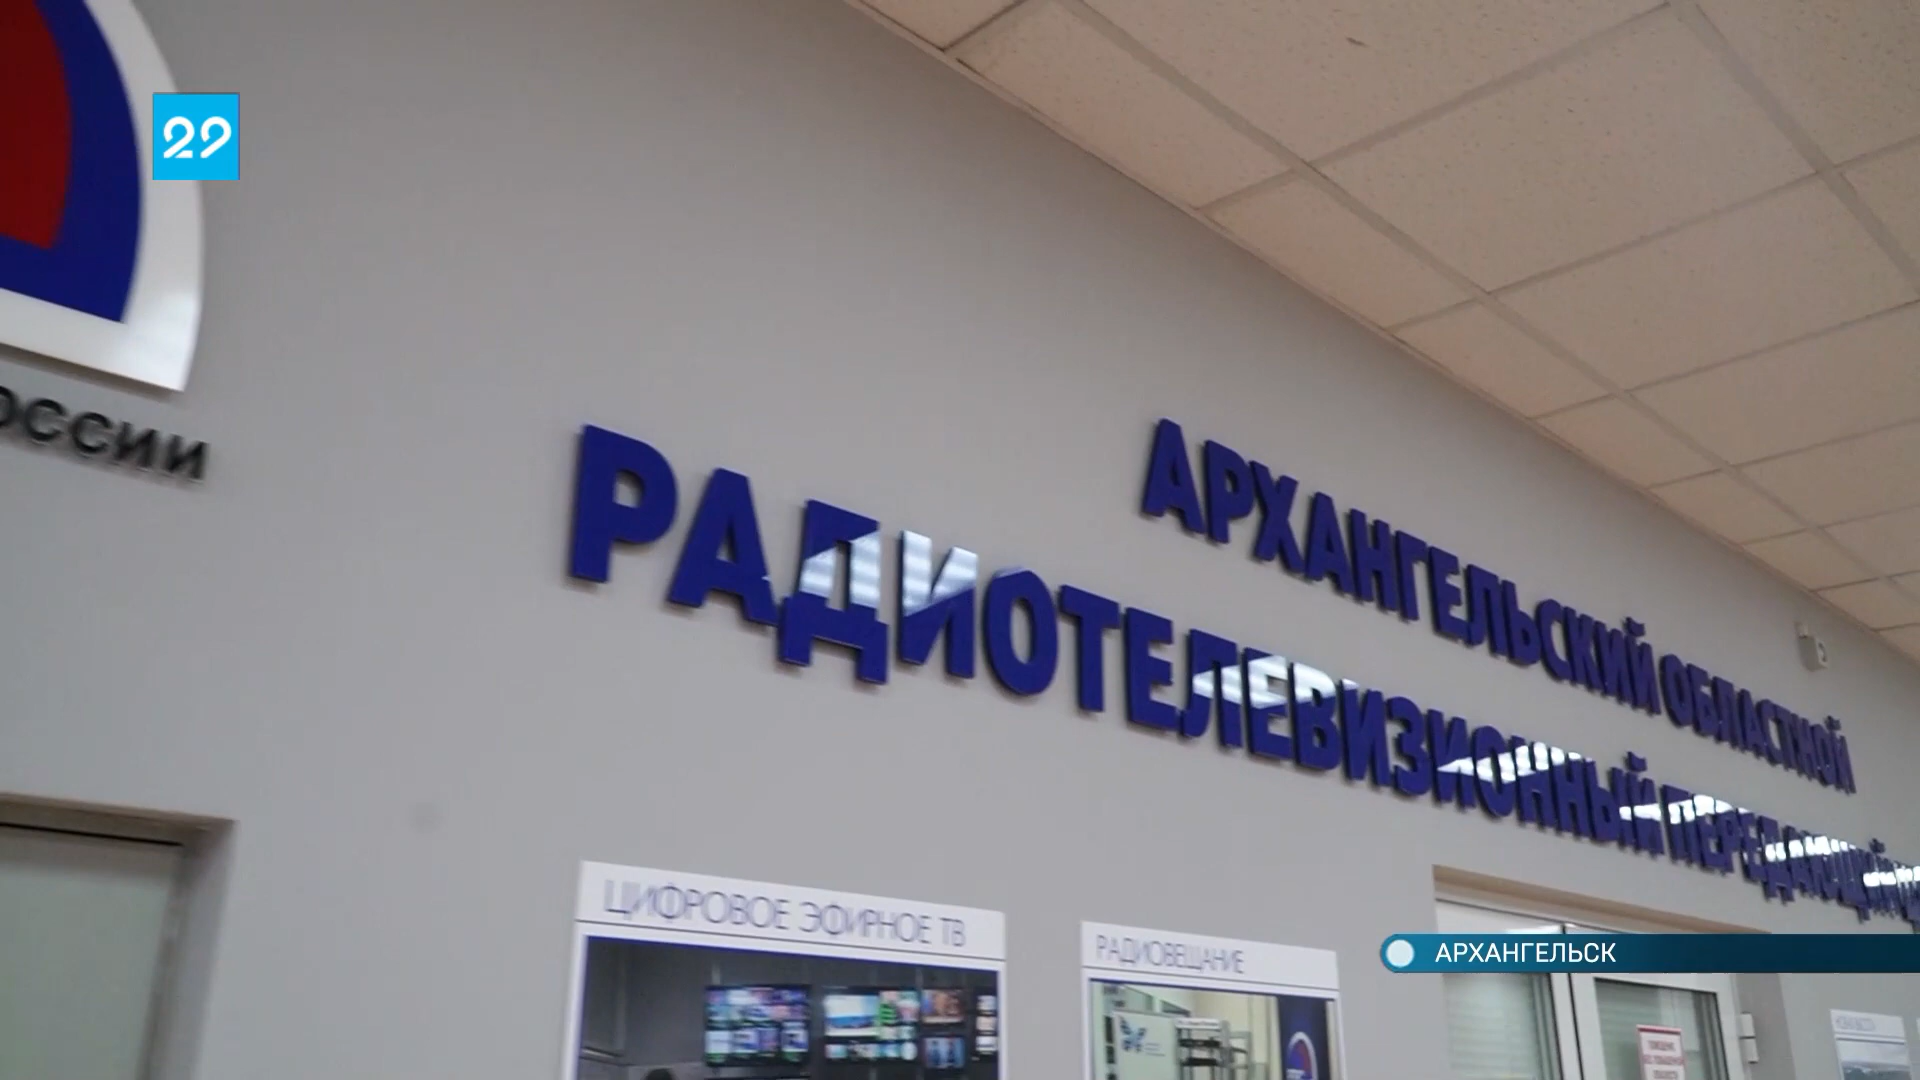 29
ОССИИ
АРХАНГЕЛЬСКИЙ ОБЛАСТНОЙ
РАДИОТЕЛЕВИЗИОННЫЙ ПЕРЕДАЮЩИЙ
ЦИФРОВОЕ ЭФИРНОЕ ТВ
РАДИОВЕЩАНИЕ
АРХАНГЕЛЬСК